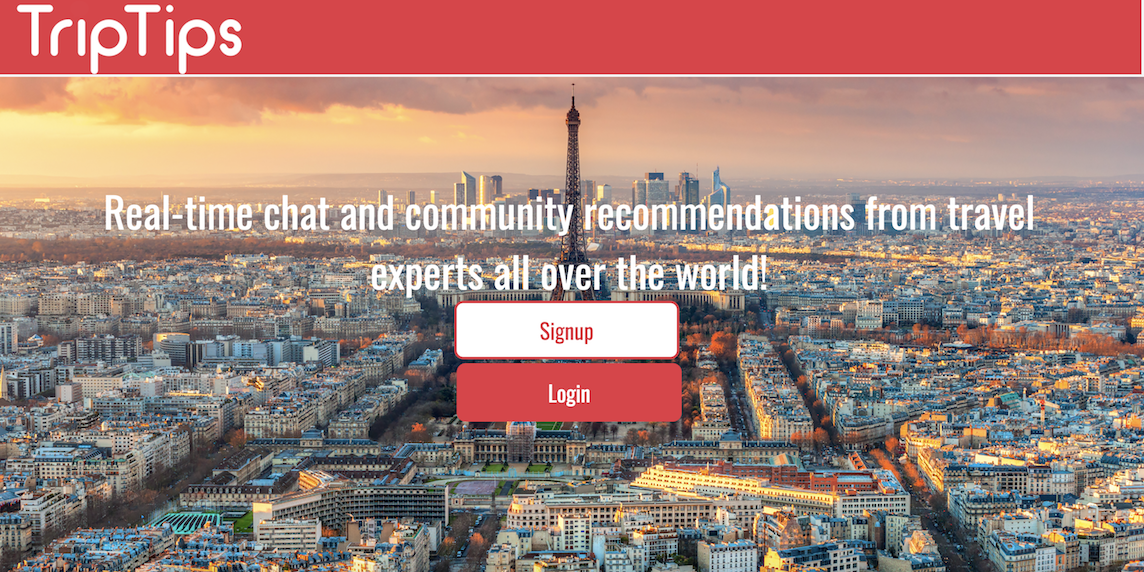 TripTips
Real-time chat and community recommendations from travel
experts all over the world!
Signup
Login